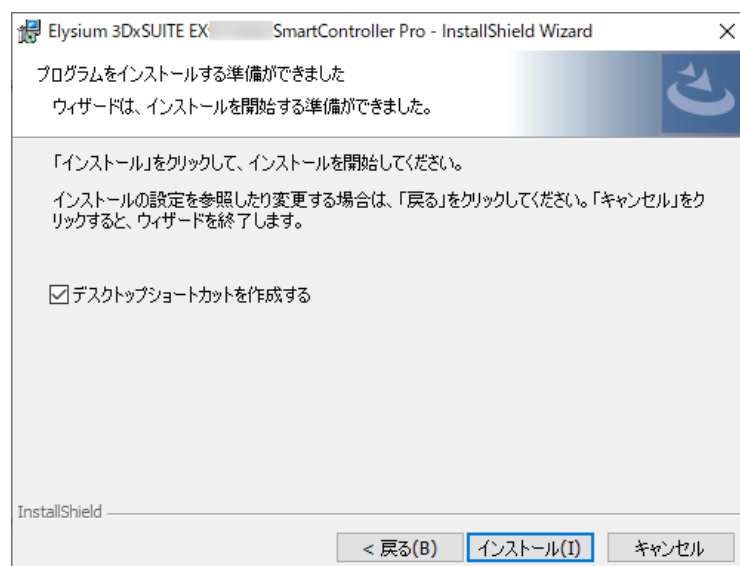 Elysium 3DxSUITE EX SmartController Pro - InstallShield Wizard
プログラムをインストールする準備ができました
ウィザードは、インストールを開始する準備ができました。
「インストール」をクリックして、インストールを開始してください。
インストールの設定を参照したり変更する場合は、「戻る」をクリックしてください。「キャンセル」をク
リックすると、ウィザードを終了します。
デスクトップショートカットを作成する
InstallShield
< 戻る(B) インストール(I) キャンセル